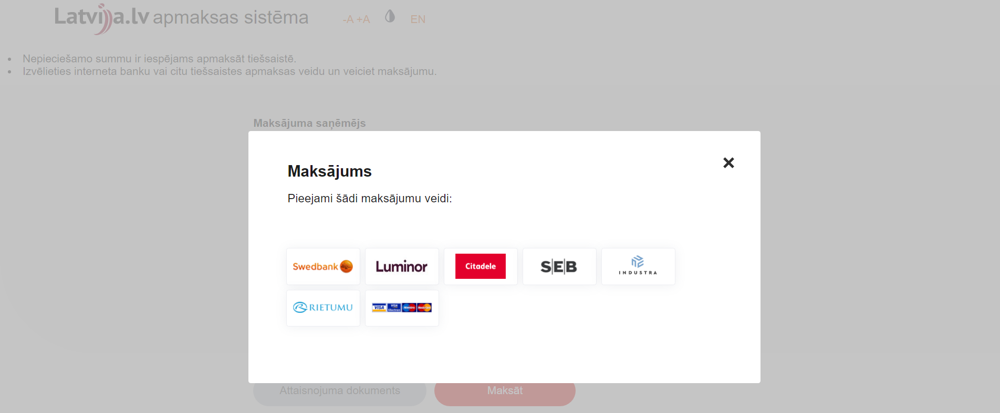 Latvija.lv apmaksas sistēma -A +A EN
Nepieciešamo summu ir iespējams apmaksāt tiešsaistē.
Izvēlieties interneta banku vai citu tiešsaistes apmaksas veidu un veiciet maksājumu.
Maksājuma saņēmējs
Maksājums
Pieejami šādi maksājumu veidi:
Swedbank Luminor Citadele SEB INDUSTRA
RIETUMU VISA VISA Electron Maestro MasterCard
Attaisnojuma dokuments Maksāt